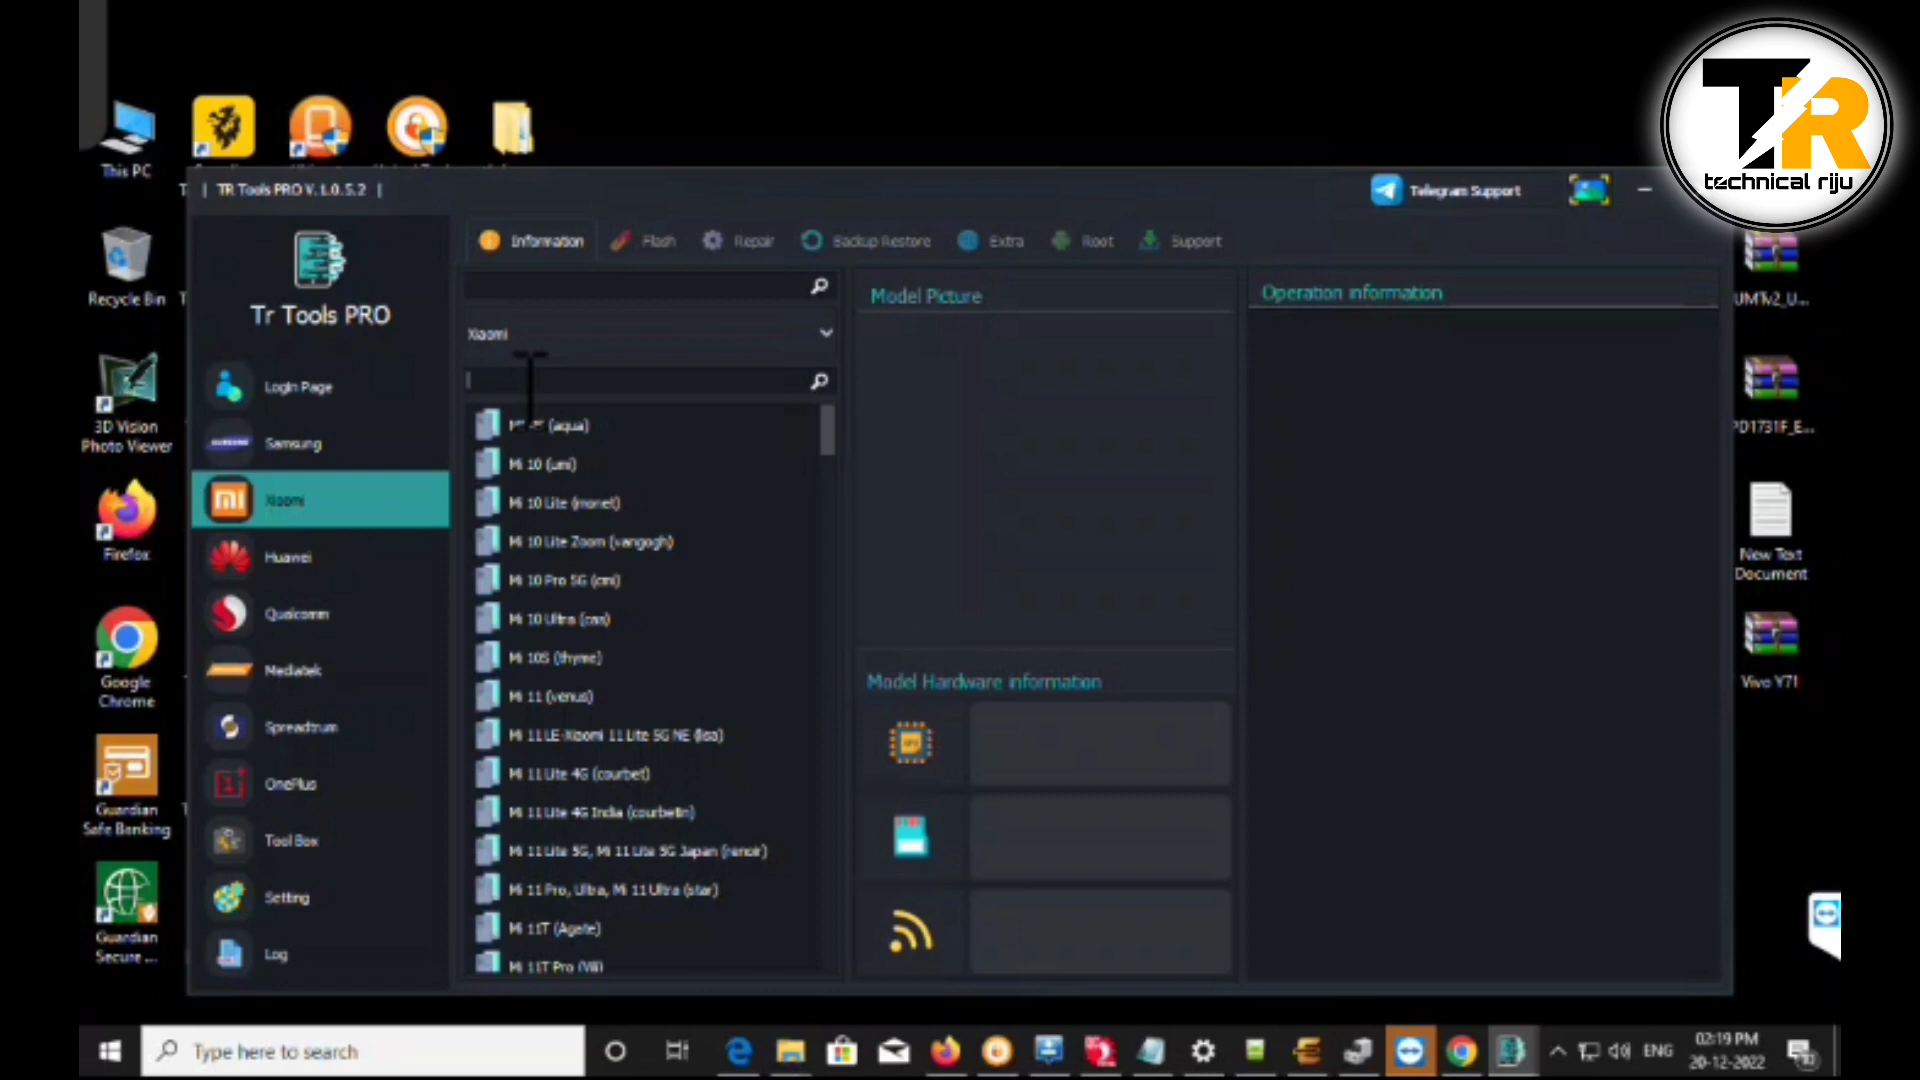 TR
technical riju
This PC
Recycle Bin
3D Vision
Photo Viewer
Firefox
Google
Chrome
Guardian
Safe Banking
Guardian
Secure ...
| TR Tools PRO V.1.0.5.2 |
Telegram Support
Tr Tools PRO
Login Page
SAMSUNG
Samsung
Xiaomi
Huawei
Qualcomm
Mediatek
Spreadtrum
OnePlus
Tool Box
Setting
Log
Information
Flash
Repair
Backup Restore
Extra
Root
Support
Xiaomi
(aqua)
Mi 10 (umi)
Mi 10 Lite (monet)
Mi 10 Lite Zoom (vangogh)
Mi 10 Pro 5G (cmi)
Mi 10 Ultra (cas)
Mi 10S (thyme)
Mi 11 (venus)
Mi 11 LE-Xiaomi 11 Lite 5G NE (lisa)
Mi 11 Lite 4G (courbet)
Mi 11 Lite 4G India (courbetin)
Mi 11 Lite 5G, Mi 11 Lite 5G Japan (renoir)
Mi 11 Pro, Ultra, Mi 11 Ultra (star)
Mi 11T (Agate)
Mi 11T Pro (Vili)
Model Picture
Model Hardware information
Operation information
UMTv2_U...
PD1731F_E...
New Text
Document
Vivo Y71
Type here to search
ENG
02:19 PM
20-12-2022